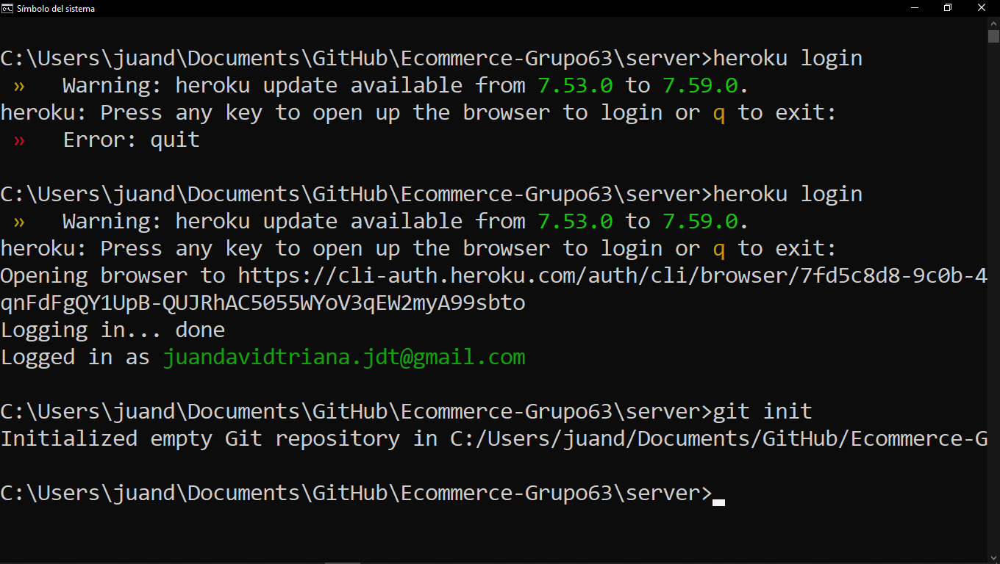 Símbolo del sistema
C:\Users\juand\Documents\GitHub\Ecommerce-Grupo63\server>heroku login
»   Warning: heroku update available from 7.53.0 to 7.59.0.
heroku: Press any key to open up the browser to login or q to exit:
»   Error: quit
C:\Users\juand\Documents\GitHub\Ecommerce-Grupo63\server>heroku login
»   Warning: heroku update available from 7.53.0 to 7.59.0.
heroku: Press any key to open up the browser to login or q to exit:
Opening browser to https://cli-auth.heroku.com/auth/cli/browser/7fd5c8d8-9c0b-4
qnFdFgQY1UpB-QUJRhAC5055WYoV3qEW2myA99sbto
Logging in... done
Logged in as juandavidtriana.jdt@gmail.com
C:\Users\juand\Documents\GitHub\Ecommerce-Grupo63\server>git init
Initialized empty Git repository in C:/Users/juand/Documents/GitHub/Ecommerce-G
C:\Users\juand\Documents\GitHub\Ecommerce-Grupo63\server>